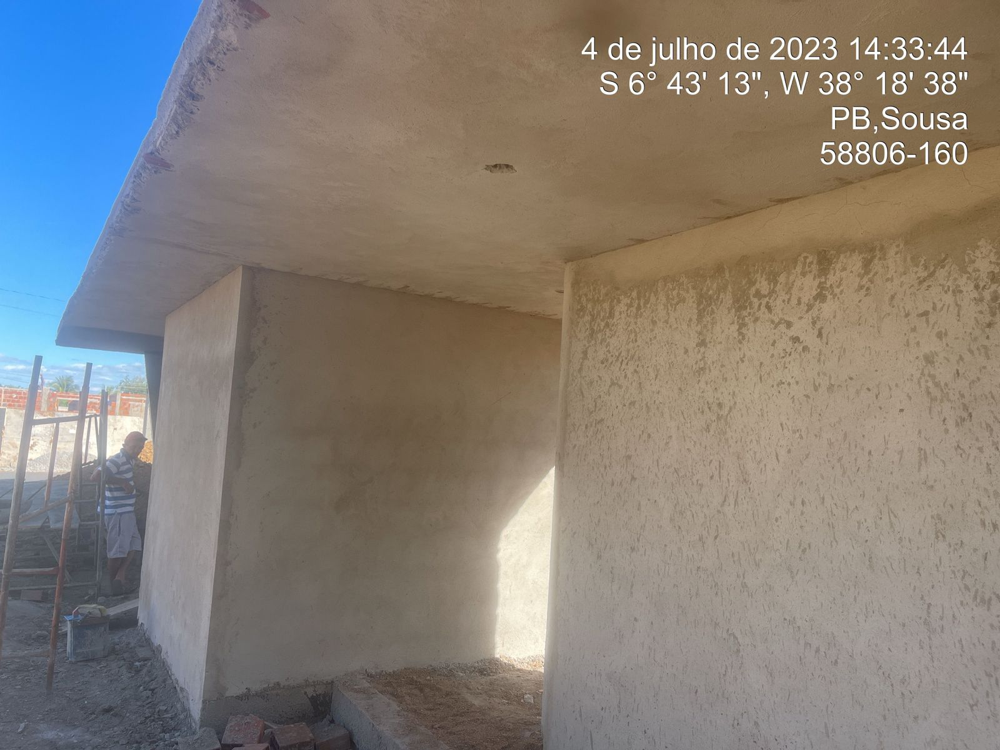 4 de julho de 2023 14:33:44
S 6° 43' 13", W 38° 18' 38"
PB,Sousa
58806-160